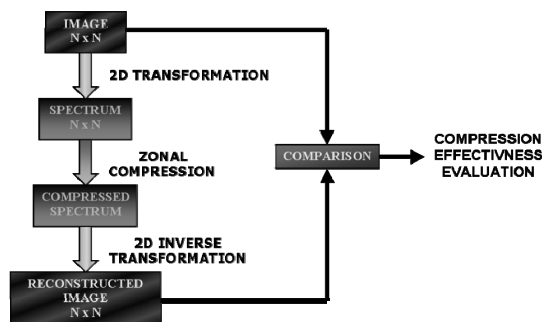 IMAGE
N x N
2D TRANSFORMATION
SPECTRUM
N x N
ZONAL
COMPRESSION
COMPRESSED
SPECTRUM
2D INVERSE
TRANSFORMATION
RECONSTRUCTED
IMAGE
N x N
COMPARISON
COMPRESSION
EFFECTIVNESS
EVALUATION